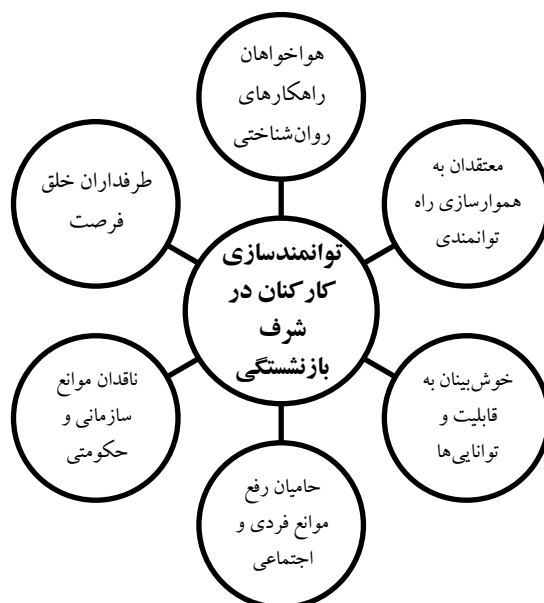 هواخواهان
راهکارهای
روان‌شناختی
معتقدان به
هموارسازی راه
توانمندی
طرفداران خلق
فرصت
توانمندسازی
کارکنان در
شرف
بازنشستگی
خوش‌بینان به
قابلیت و
توانایی‌ها
ناقدان موانع
سازمانی و
حکومتی
حامیان رفع
موانع فردی و
اجتماعی